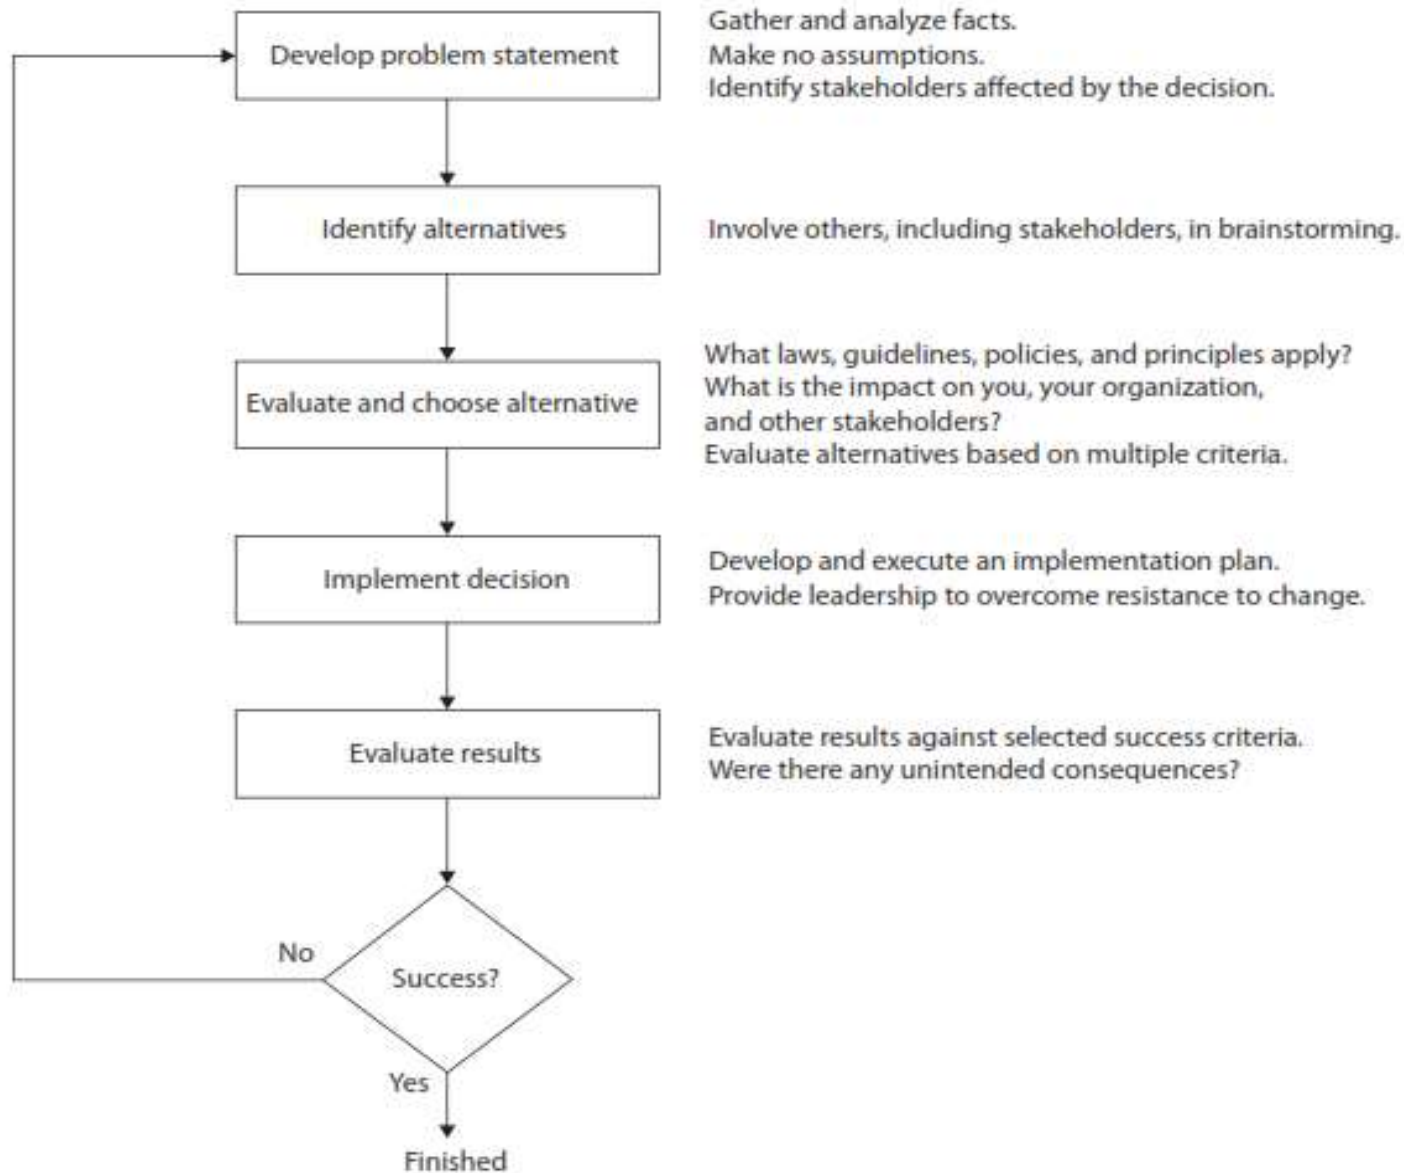 Develop problem statement
Gather and analyze facts.
Make no assumptions.
Identify stakeholders affected by the decision.
Identify alternatives
Involve others, including stakeholders, in brainstorming.
Evaluate and choose alternative
What laws, guidelines, policies, and principles apply?
What is the impact on you, your organization,
and other stakeholders?
Evaluate alternatives based on multiple criteria.
Implement decision
Develop and execute an implementation plan.
Provide leadership to overcome resistance to change.
Evaluate results
Evaluate results against selected success criteria.
Were there any unintended consequences?
No
Success?
Yes
Finished